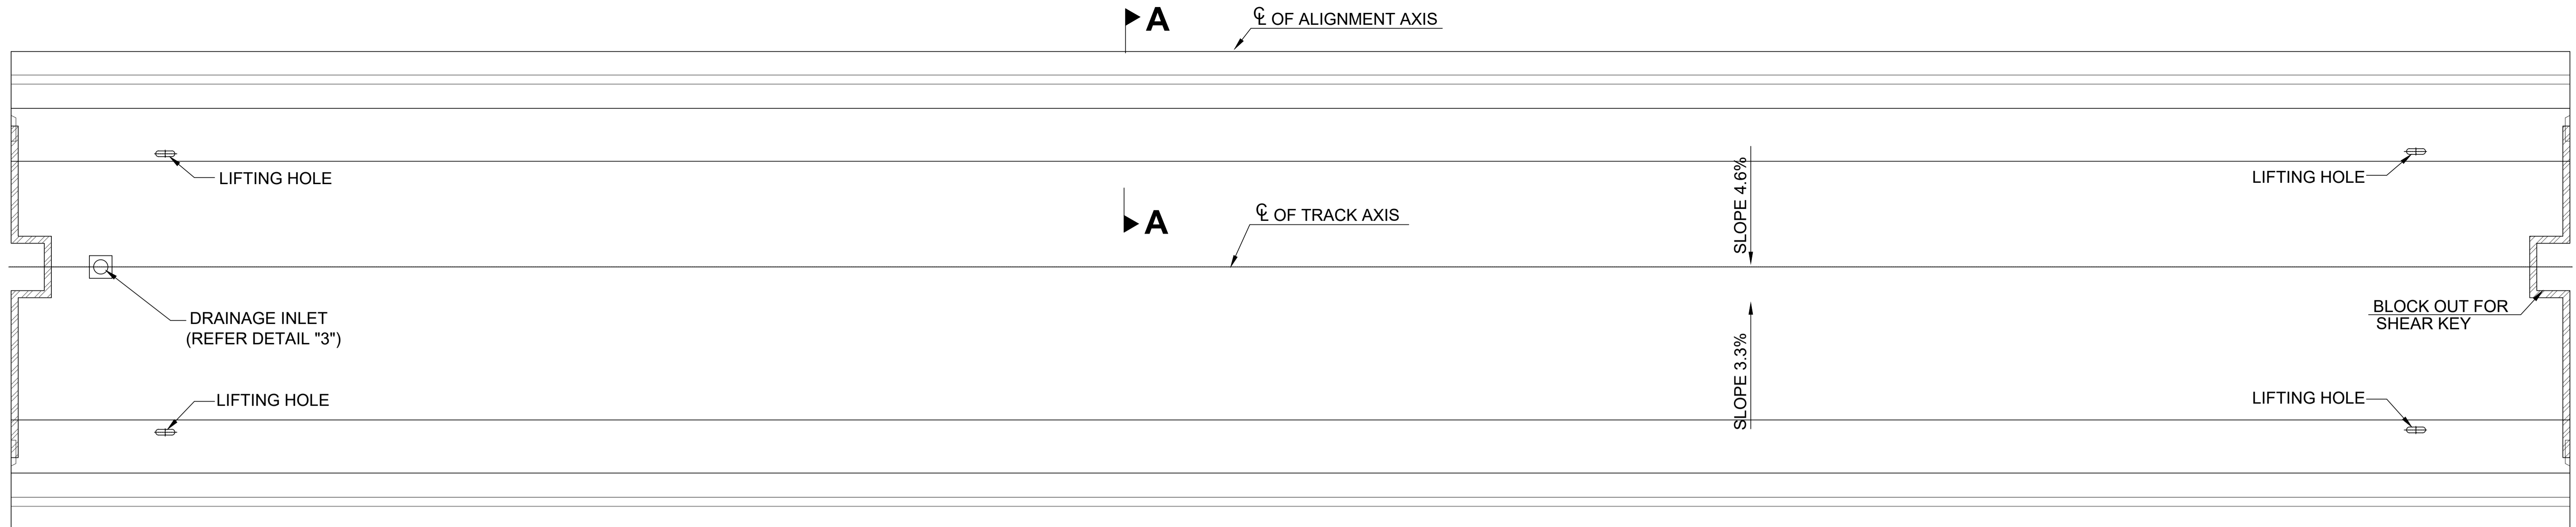 A
℄ OF ALIGNMENT AXIS
LIFTING HOLE
LIFTING HOLE
SLOPE 4.6%
A
℄ OF TRACK AXIS
DRAINAGE INLET
(REFER DETAIL "3")
BLOCK OUT FOR
SHEAR KEY
SLOPE 3.3%
LIFTING HOLE
LIFTING HOLE